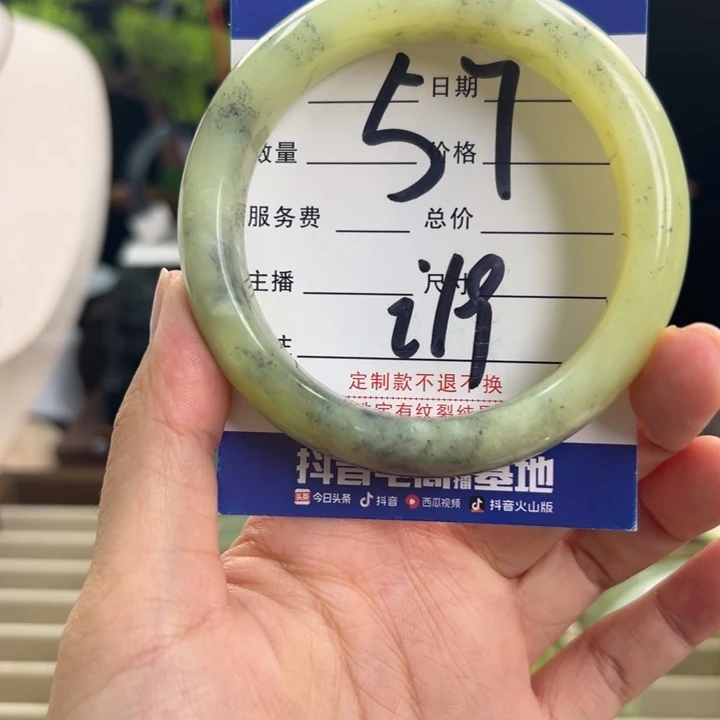 57
日期
数量 价格
服务费 总价
主播 尺寸
定制款不退不换
抖音电商直播基地
今日头条 抖音 西瓜视频 抖音火山版